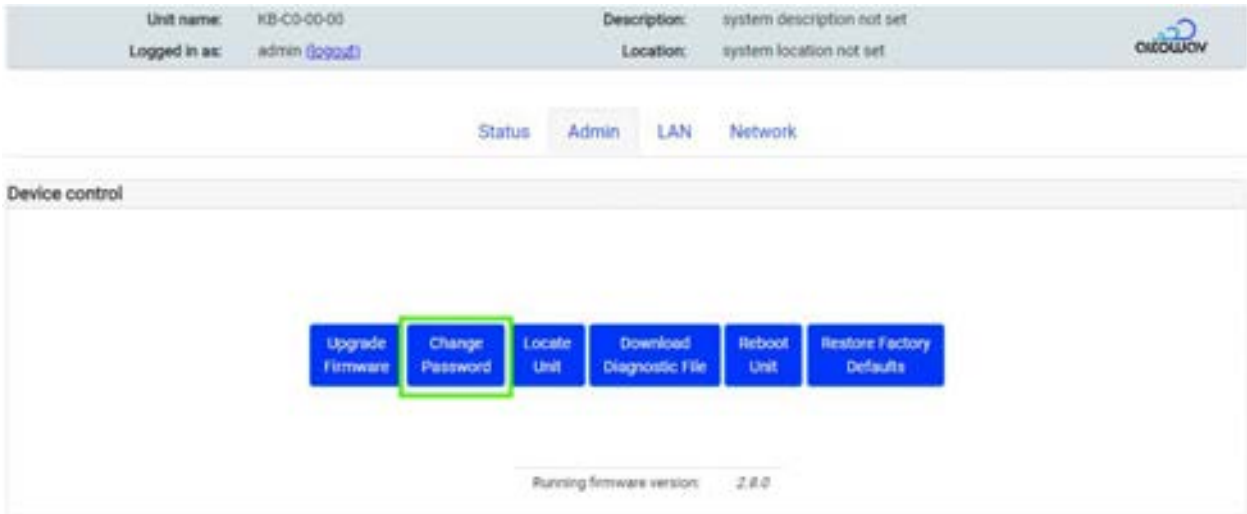 Unit name: KB-C0-00-00 Description: system description not set
Logged in as: admin (logout) Location: system location not set
Status Admin LAN Network
Device control
Upgrade Firmware
Change Password
Locate Unit
Download Diagnostic File
Reboot Unit
Restore Factory Defaults
Running firmware version: 2.8.0